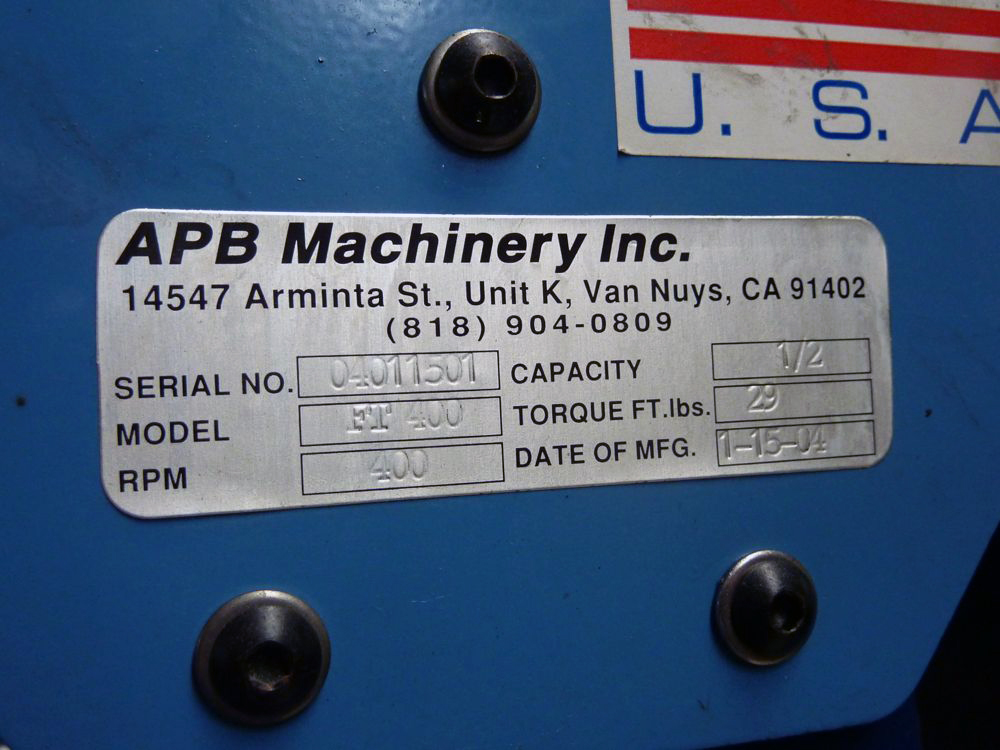 U. S. A
APB Machinery Inc.
14547 Arminta St., Unit K, Van Nuys, CA 91402
(818) 904-0809
SERIAL NO. 04011501 CAPACITY 1/2
MODEL FT 400 TORQUE FT.lbs. 29
RPM 400 DATE OF MFG. 1-15-04